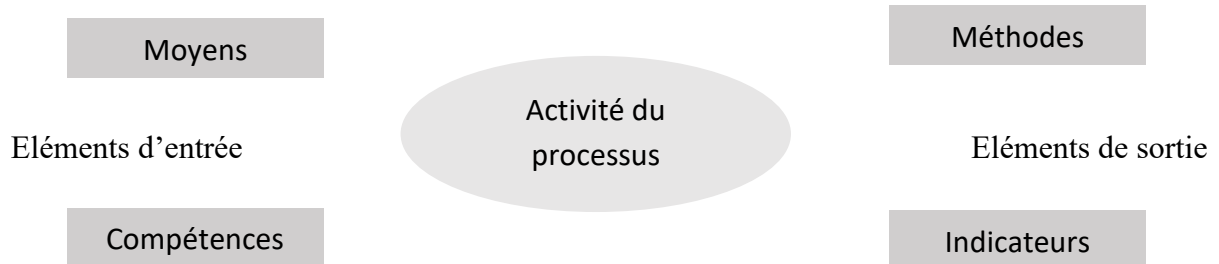 Moyens
Méthodes
Activité du
processus
Eléments d’entrée
Eléments de sortie
Compétences
Indicateurs